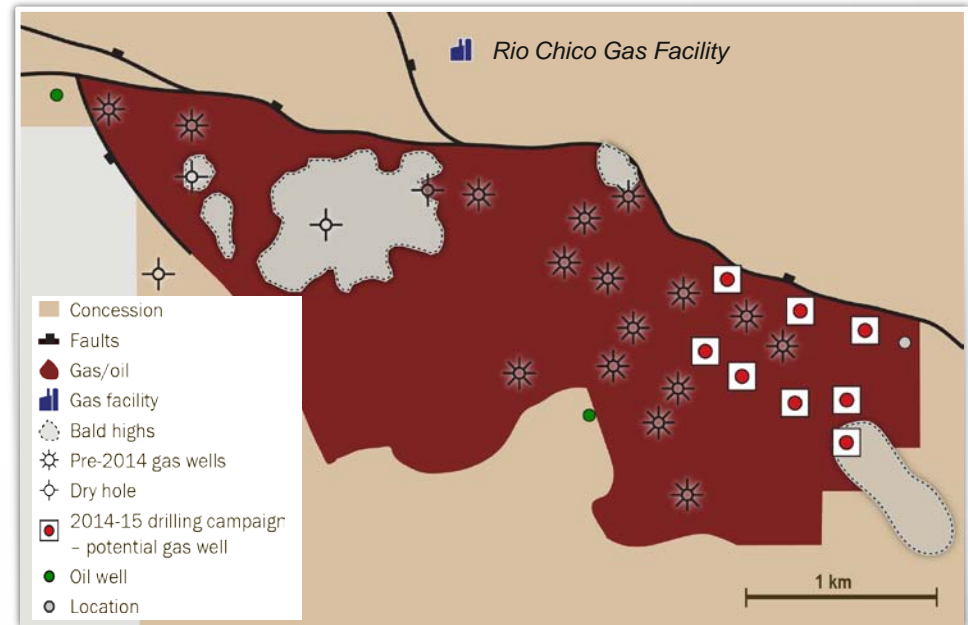 Rio Chico Gas Facility
Concession
Faults
Gas/oil
Gas facility
Bald highs
Pre-2014 gas wells
Dry hole
2014-15 drilling campaign
– potential gas well
Oil well
Location
1 km